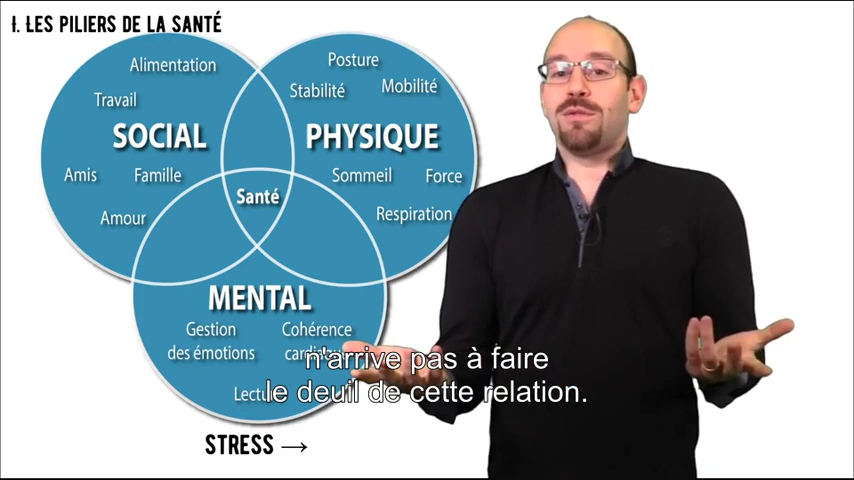 I. LES PILIERS DE LA SANTÉ
Alimentation
Travail
SOCIAL
Amis
Famille
Amour
Posture
Stabilité
Mobilité
PHYSIQUE
Sommeil
Force
Respiration
Santé
MENTAL
Gestion
des émotions
Cohérence
n'arrive pas à faire
le deuil de cette relation.
STRESS →